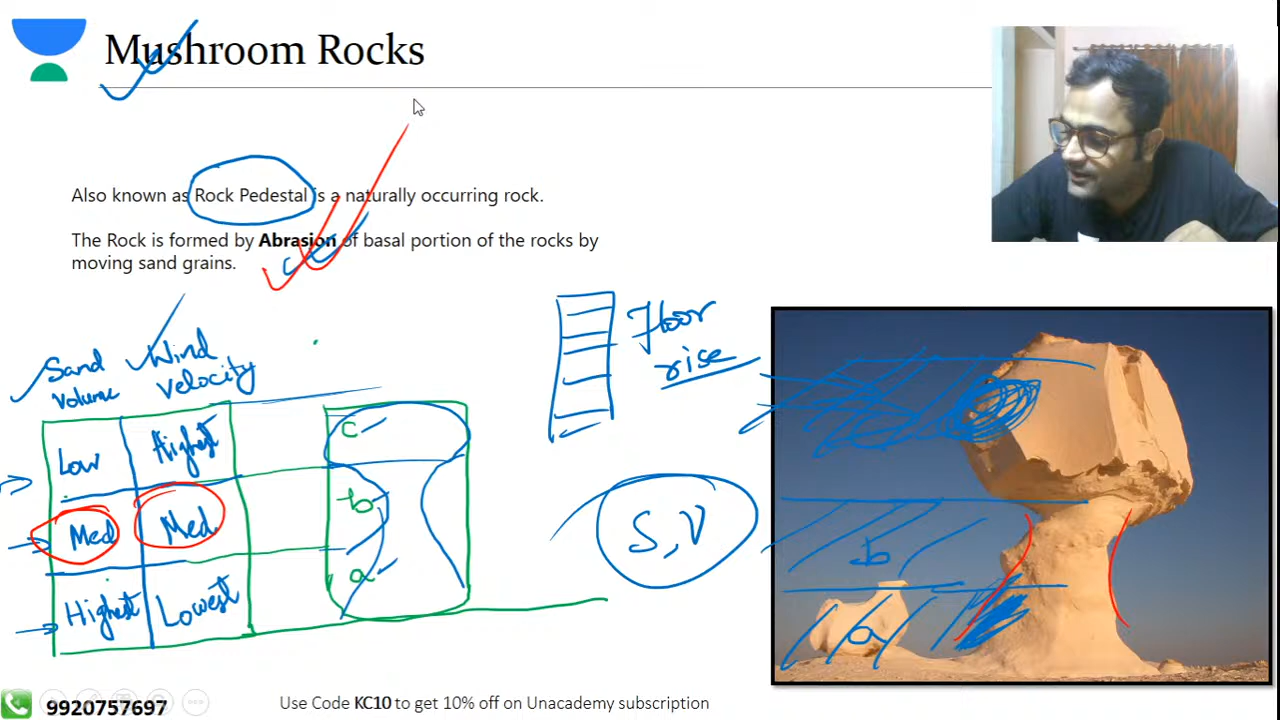 Mushroom Rocks
Also known as Rock Pedestal is a naturally occurring rock.
The Rock is formed by Abrasion of basal portion of the rocks by
moving sand grains.
Floor
rise
Sand
volume
Wind
velocity
Low
Highest
Med
Med
Highest
Lowest
c
b
a
S, V
b
a
9920757697
Use Code KC10 to get 10% off on Unacademy subscription